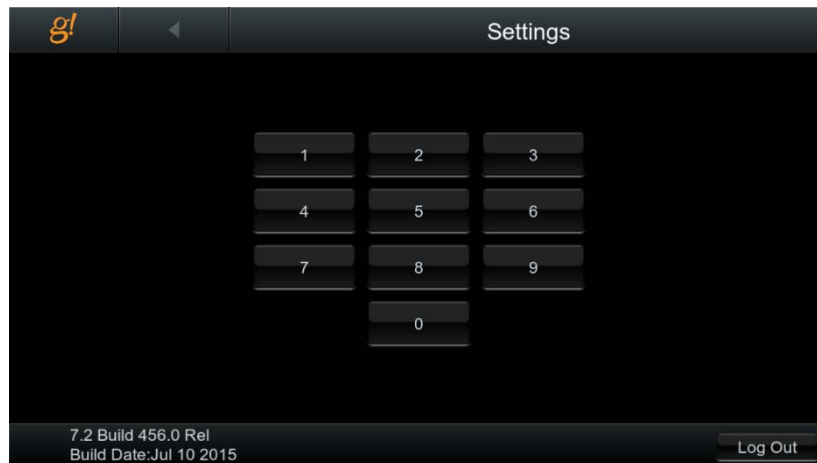 g! Settings
1 2 3
4 5 6
7 8 9
0
7.2 Build 456.0 Rel
Build Date:Jul 10 2015
Log Out